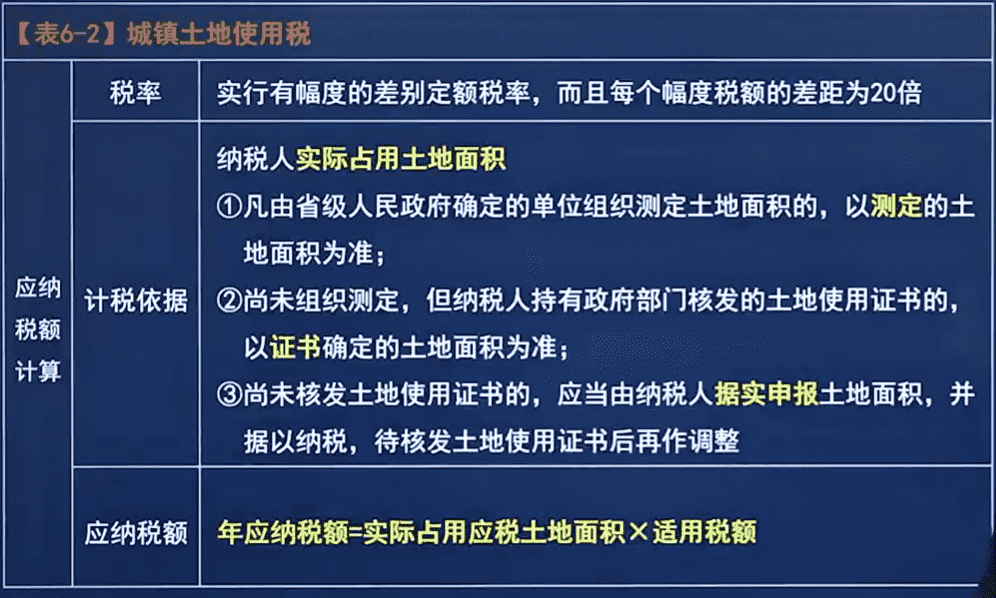 【表6-2】城镇土地使用税
应纳
税额
计算
税率
实行有幅度的差别定额税率，而且每个幅度税额的差距为20倍
计税依据
纳税人实际占用土地面积
①凡由省级人民政府确定的单位组织测定土地面积的，以测定的土
地面积为准；
②尚未组织测定，但纳税人持有政府部门核发的土地使用证书的，
以证书确定的土地面积为准；
③尚未核发土地使用证书的，应当由纳税人据实申报土地面积，并
据以纳税，待核发土地使用证书后再作调整
应纳税额
年应纳税额=实际占用应税土地面积×适用税额